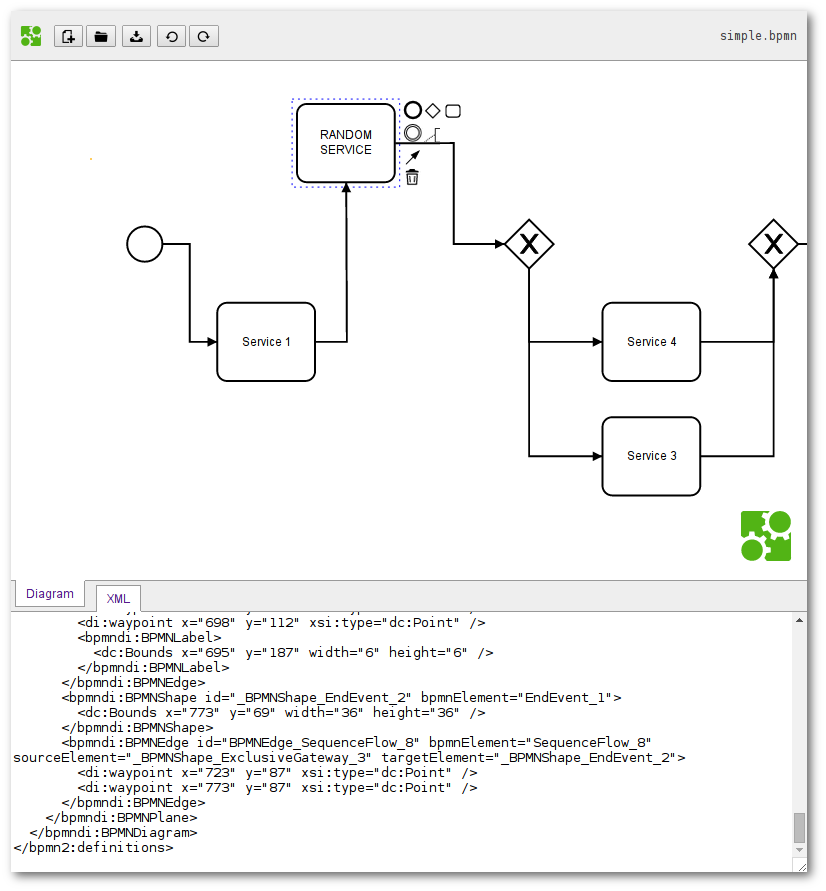 simple.bpmn
RANDOM
SERVICE
X
X
Service 1
Service 4
Service 3
Diagram
XML
<di:waypoint x="698" y="112" xsi:type="dc:Point" />
<bpmndi:BPMNLabel>
<dc:Bounds x="695" y="187" width="6" height="6" />
</bpmndi:BPMNLabel>
</bpmndi:BPMNEdge>
<bpmndi:BPMNShape id="_BPMNShape_EndEvent_2" bpmnElement="EndEvent_1">
<dc:Bounds x="773" y="69" width="36" height="36" />
</bpmndi:BPMNShape>
<bpmndi:BPMNEdge id="BPMNEdge_SequenceFlow_8" bpmnElement="SequenceFlow_8"
sourceElement="_BPMNShape_ExclusiveGateway_3" targetElement="_BPMNShape_EndEvent_2">
<di:waypoint x="723" y="87" xsi:type="dc:Point" />
<di:waypoint x="773" y="87" xsi:type="dc:Point" />
</bpmndi:BPMNEdge>
</bpmndi:BPMNPlane>
</bpmndi:BPMNDiagram>
</bpmn2:definitions>